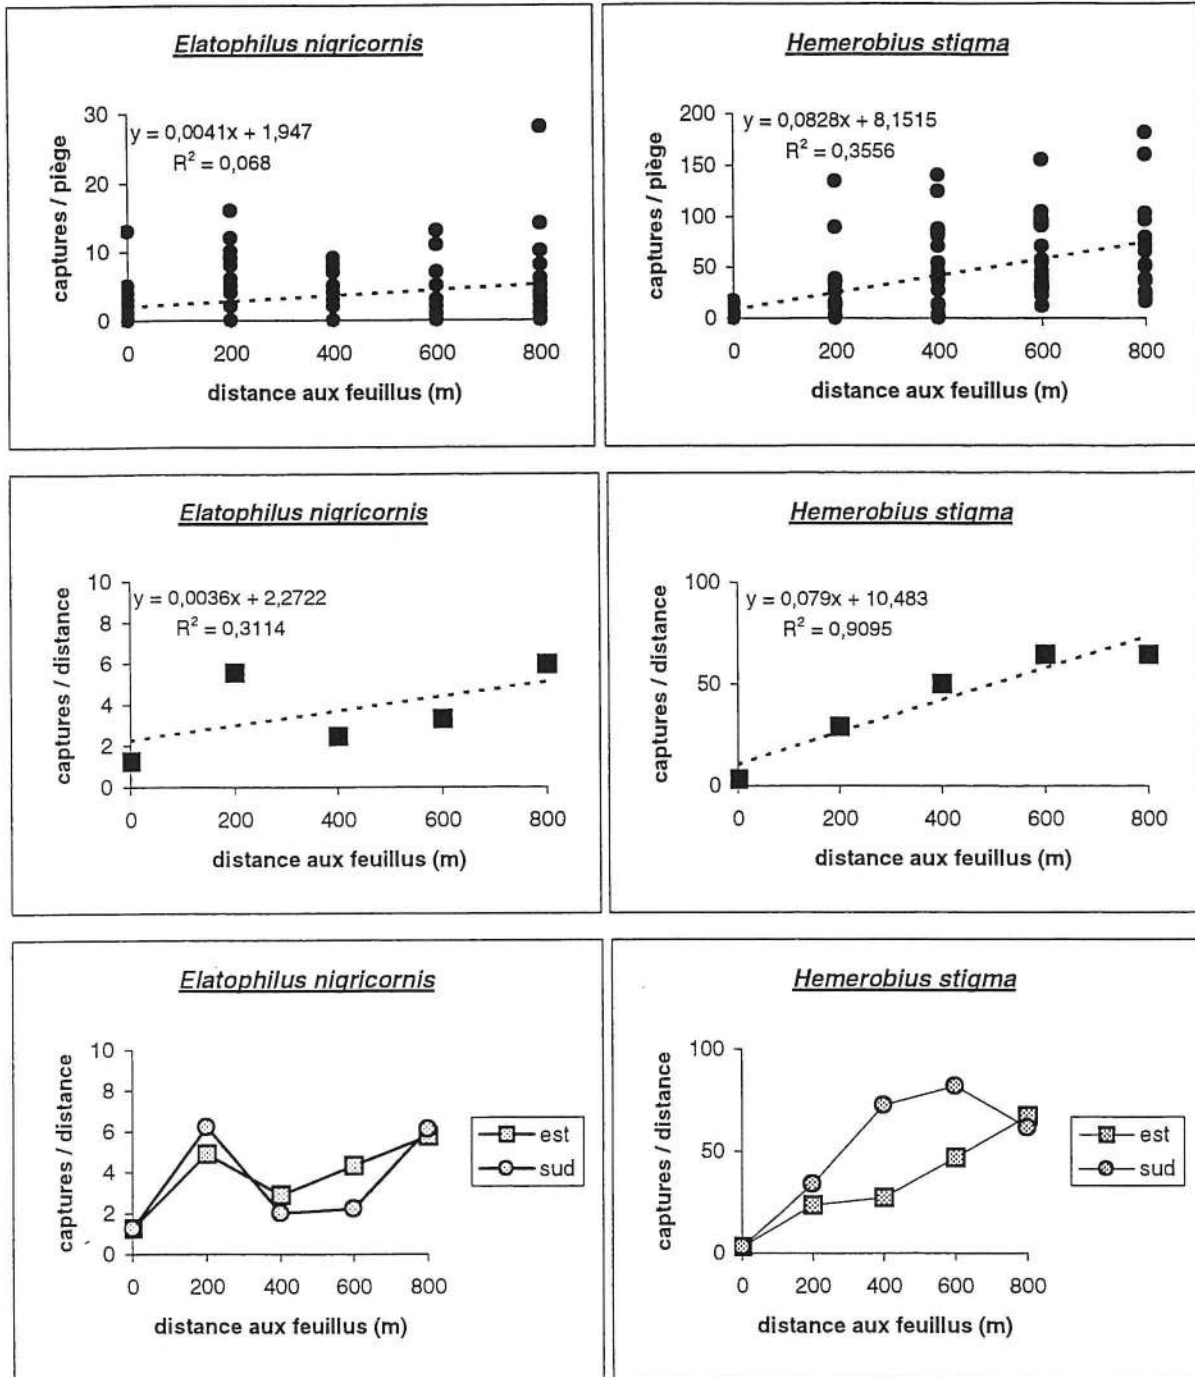 Elatophilus nigricornis
captures / piège
30
20
10
0
y = 0,0041x + 1,947
R² = 0,068
0 200 400 600 800
distance aux feuillus (m)
Hemerobius stigma
captures / piège
200
150
100
50
0
y = 0,0828x + 8,1515
R² = 0,3556
0 200 400 600 800
distance aux feuillus (m)
Elatophilus nigricornis
captures / distance
10
8
6
4
2
0
y = 0,0036x + 2,2722
R² = 0,3114
0 200 400 600 800
distance aux feuillus (m)
Hemerobius stigma
captures / distance
100
50
0
y = 0,079x + 10,483
R² = 0,9095
0 200 400 600 800
distance aux feuillus (m)
Elatophilus nigricornis
captures / distance
10
8
6
4
2
0
0 200 400 600 800
distance aux feuillus (m)
est
sud
Hemerobius stigma
captures / distance
100
50
0
0 200 400 600 800
distance aux feuillus (m)
est
sud